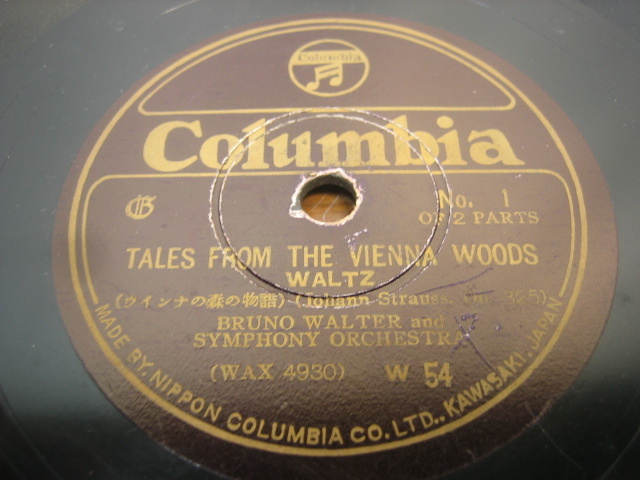 Columbia
Columbia
No. 1
OF 2 PARTS
TALES FROM THE VIENNA WOODS
WALTZ
(ウインナの森の物語) (Johann Strauss, Op. 325)
BRUNO WALTER and
SYMPHONY ORCHESTRA
(WAX 4930) W 54
MADE BY NIPPON COLUMBIA CO. LTD., KAWASAKI, JAPAN